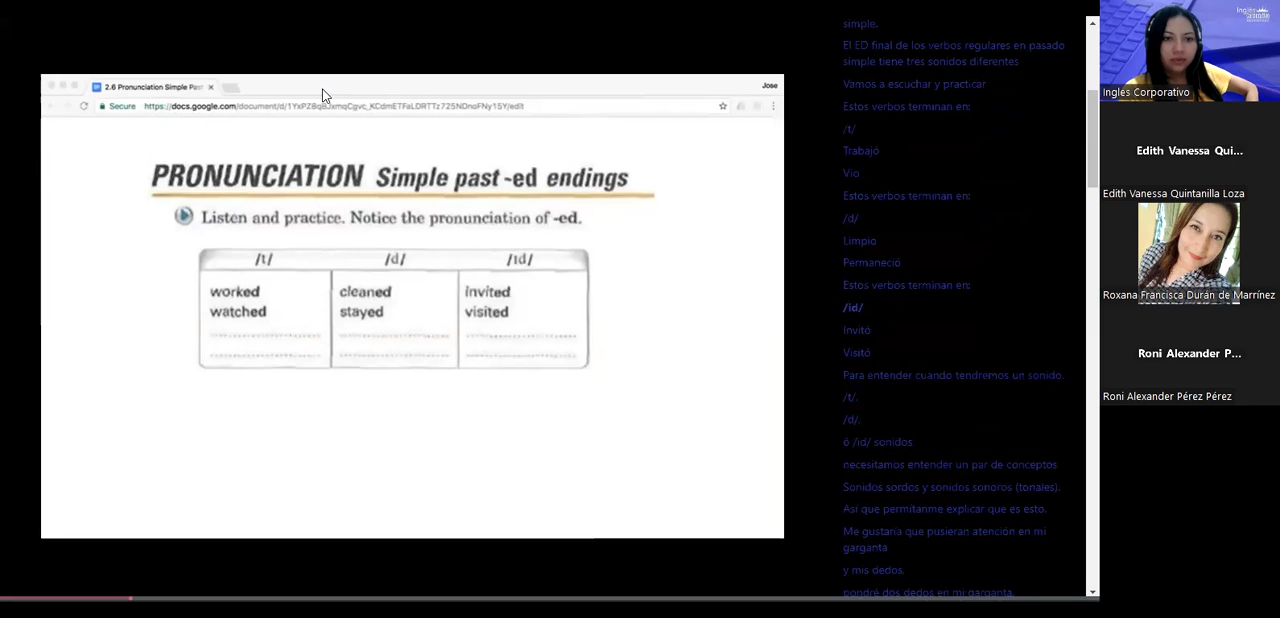 2.6 Pronunciation Simple Pas
Jose
Secure
PRONUNCIATION Simple past -ed endings
Listen and practice. Notice the pronunciation of -ed.
/t/ /d/ /ɪd/
worked cleaned invited
watched stayed visited
simple.
El ED final de los verbos regulares en pasado
simple tiene tres sonidos diferentes
Vamos a escuchar y practicar
Estos verbos terminan en:
/t/
Trabajó
Vio
Estos verbos terminan en:
/d/
Limpio
Permaneció
Estos verbos terminan en:
/id/
Invitó
Visitó
Para entender cuando tendremos un sonido.
/t/.
/d/.
ó /ID/ sonidos
necesitamos entender un par de conceptos
Sonidos sordos y sonidos sonoros (tonales).
Así que permítanme explicar que es esto.
Me gustaría que pusieran atención en mi
garganta
y mis dedos.
pondré dos dedos en mi garganta.
Ingles
Ingles Corporativo
Edith Vanessa Qui...
Edith Vanessa Quintanilla Loza
Roxana Francisca Durán de Marrínez
Roni Alexander P...
Roni Alexander Pérez Pérez